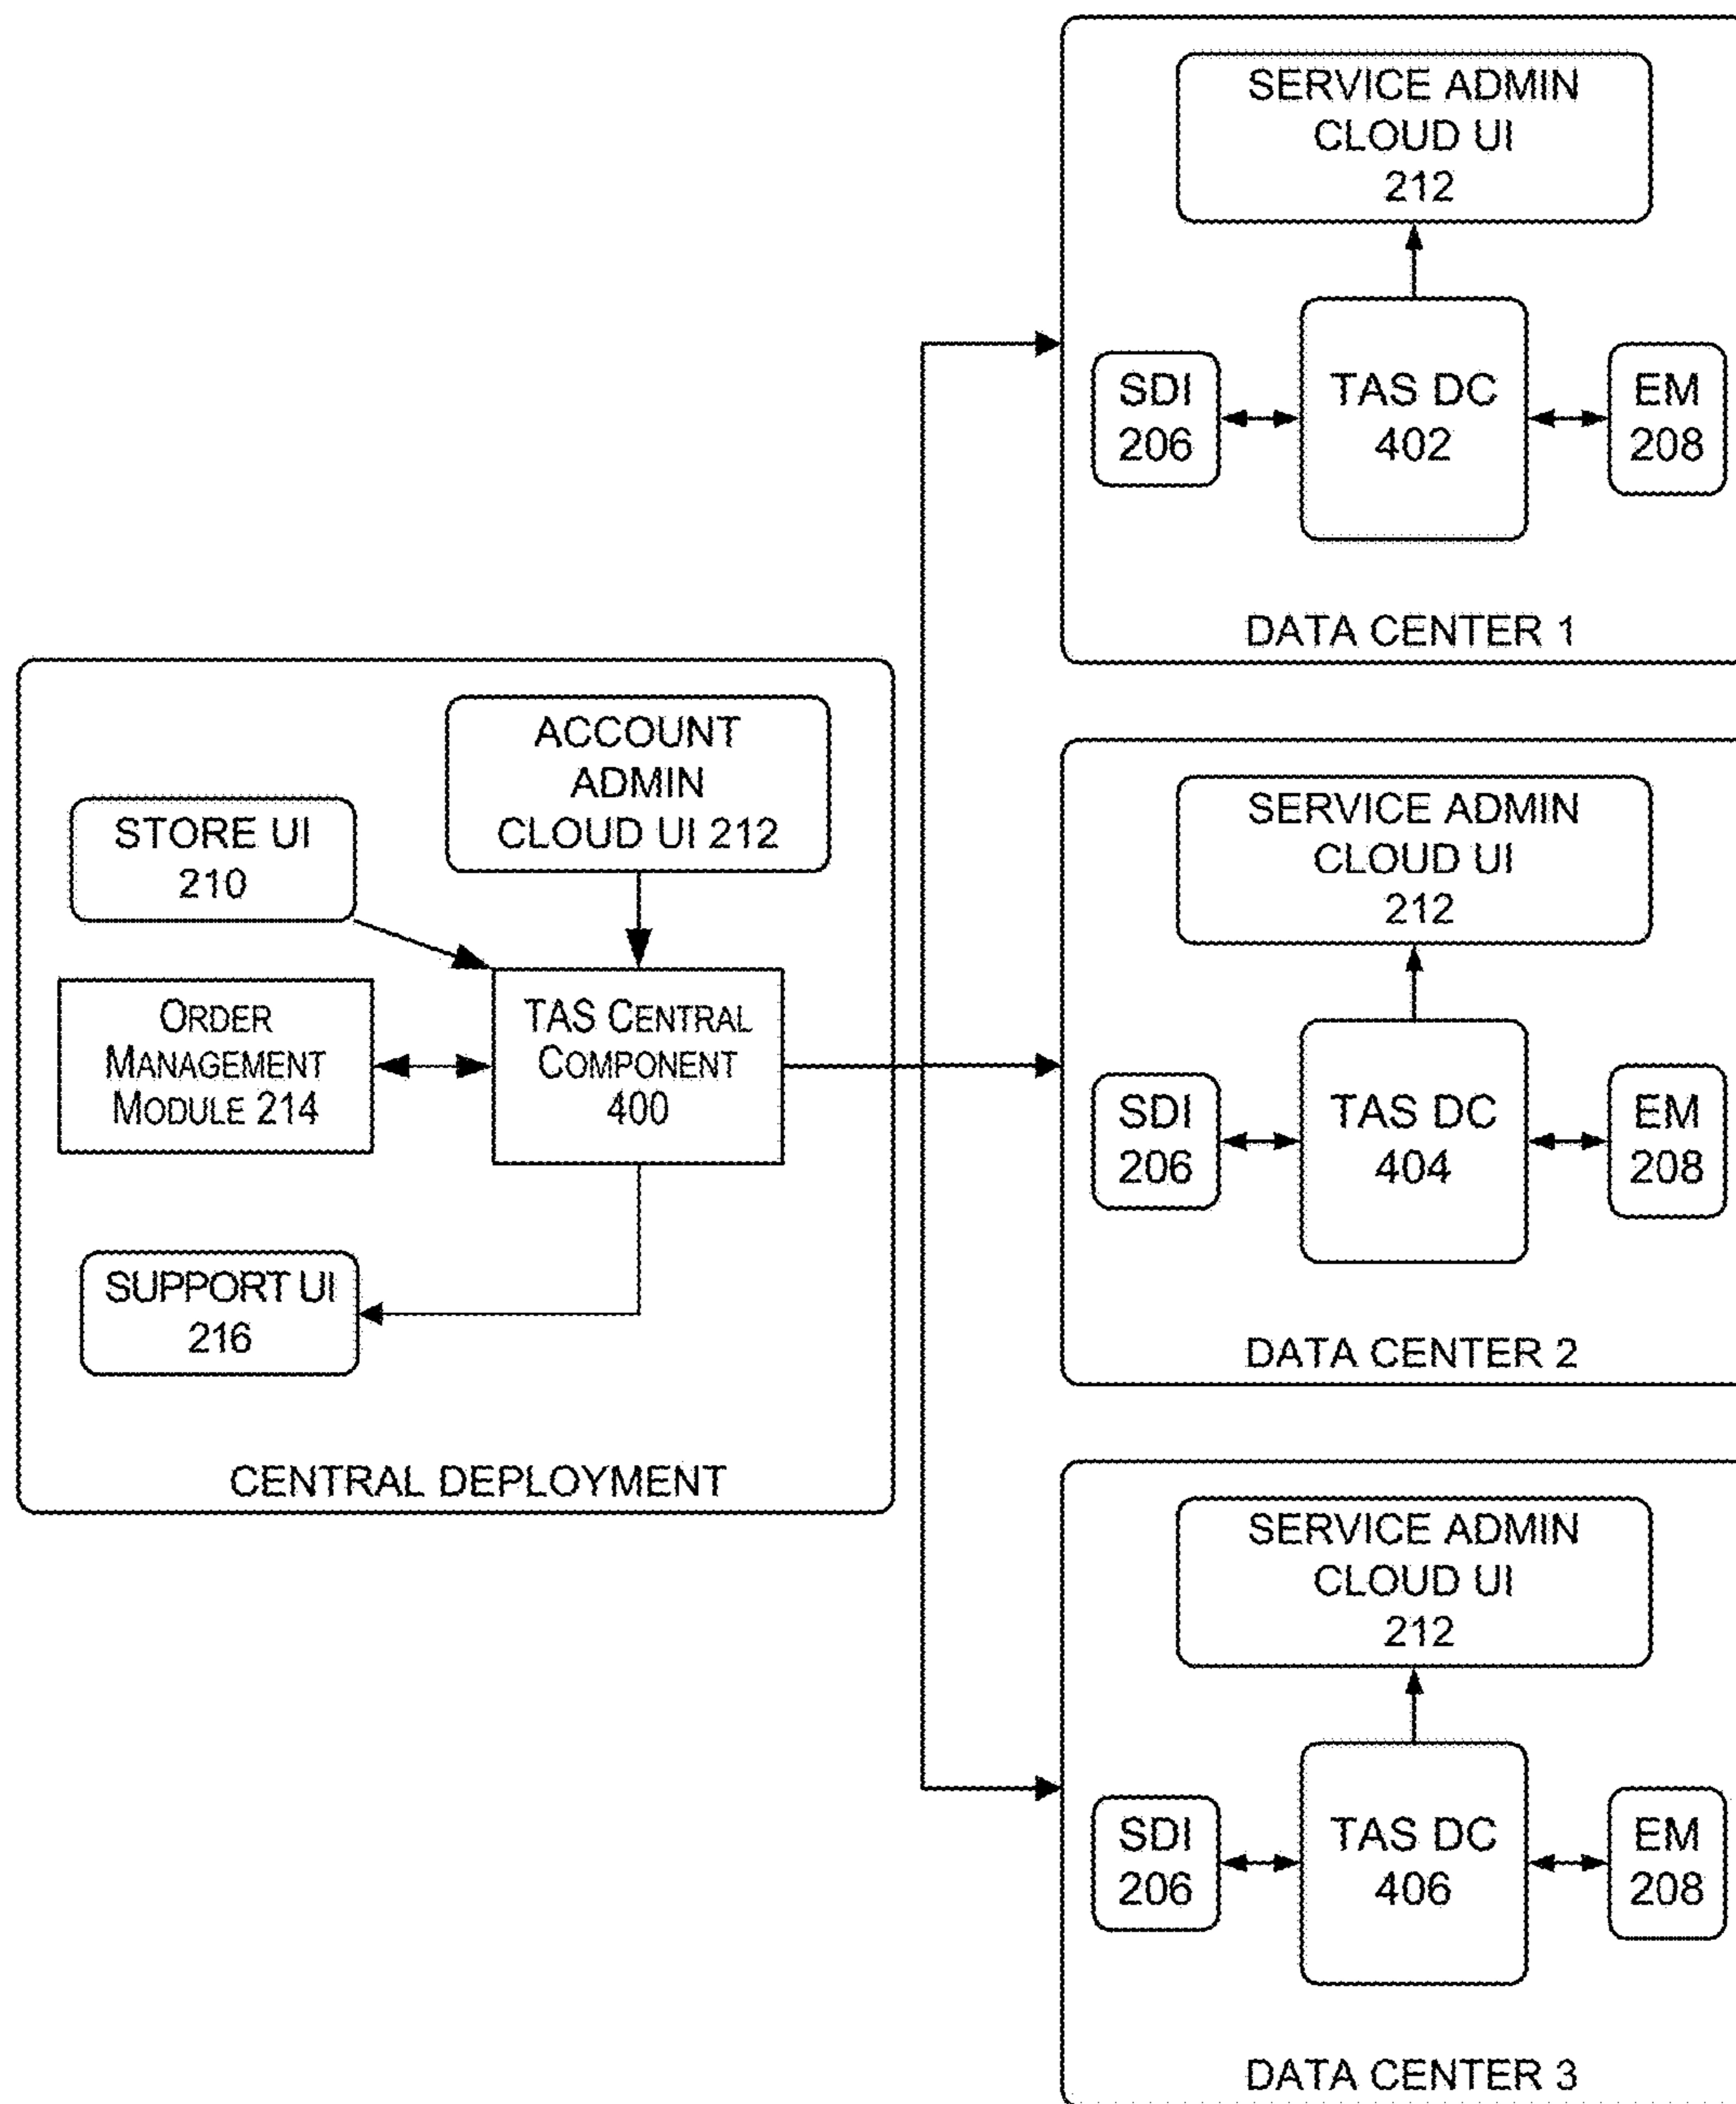 SERVICE ADMIN
CLOUD UI
212
SDI
206
TAS DC
402
EM
208
DATA CENTER 1
ACCOUNT
ADMIN
CLOUD UI 212
STORE UI
210
ORDER
MANAGEMENT
MODULE 214
TAS CENTRAL
COMPONENT
400
SUPPORT UI
216
CENTRAL DEPLOYMENT
SERVICE ADMIN
CLOUD UI
212
SDI
206
TAS DC
404
EM
208
DATA CENTER 2
SERVICE ADMIN
CLOUD UI
212
SDI
206
TAS DC
406
EM
208
DATA CENTER 3